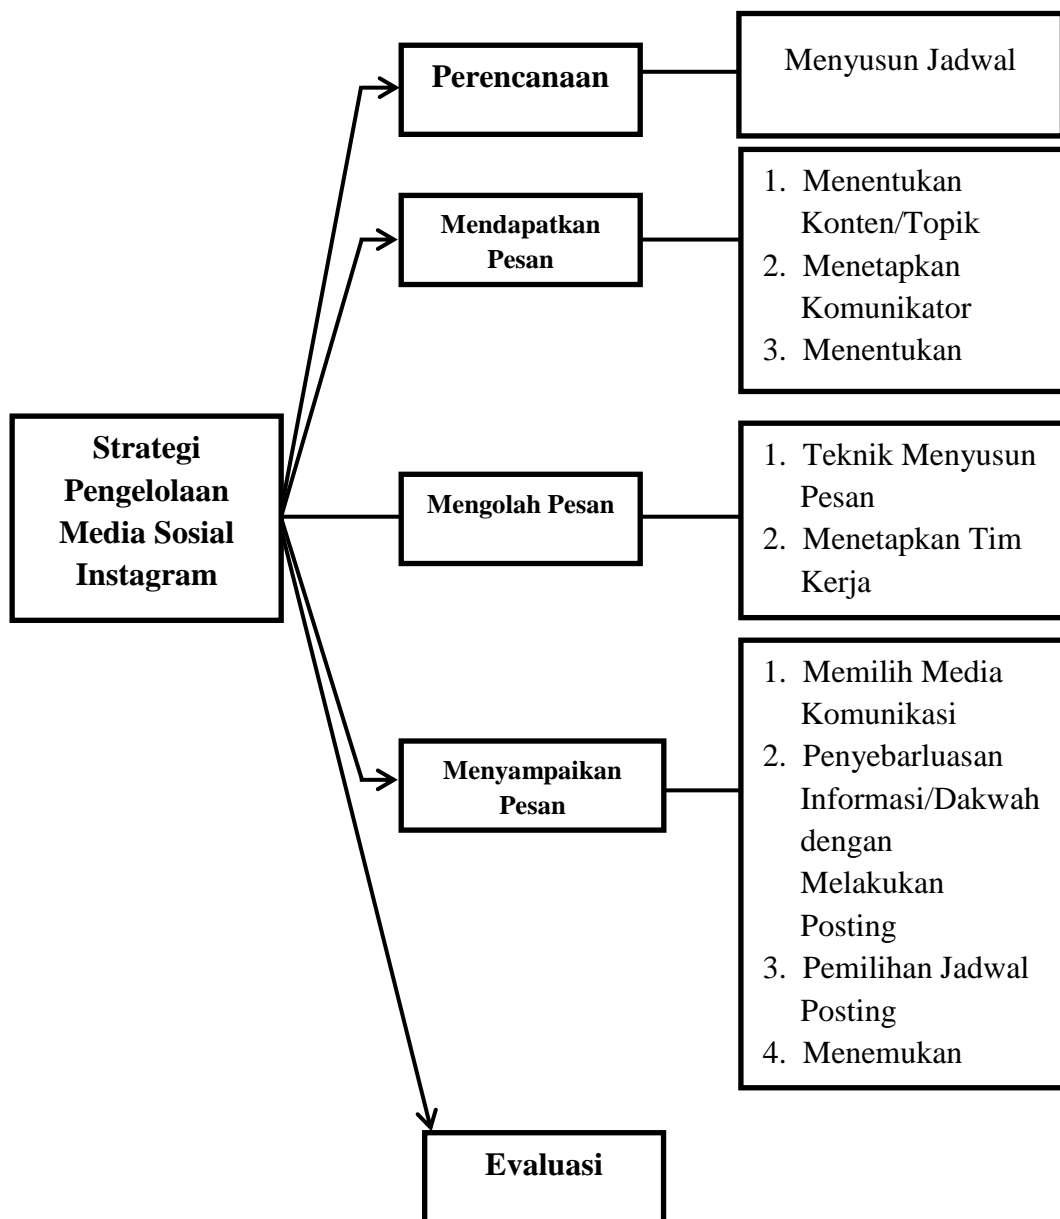 Perencanaan
Menyusun Jadwal
Mendapatkan
Pesan
1. Menentukan
Konten/Topik
2. Menetapkan
Komunikator
3. Menentukan
Strategi
Pengelolaan
Media Sosial
Instagram
Mengolah Pesan
1. Teknik Menyusun
Pesan
2. Menetapkan Tim
Kerja
Menyampaikan
Pesan
1. Memilih Media
Komunikasi
2. Penyebarluasan
Informasi/Dakwah
dengan
Melakukan
Posting
3. Pemilihan Jadwal
Posting
4. Menemukan
Evaluasi